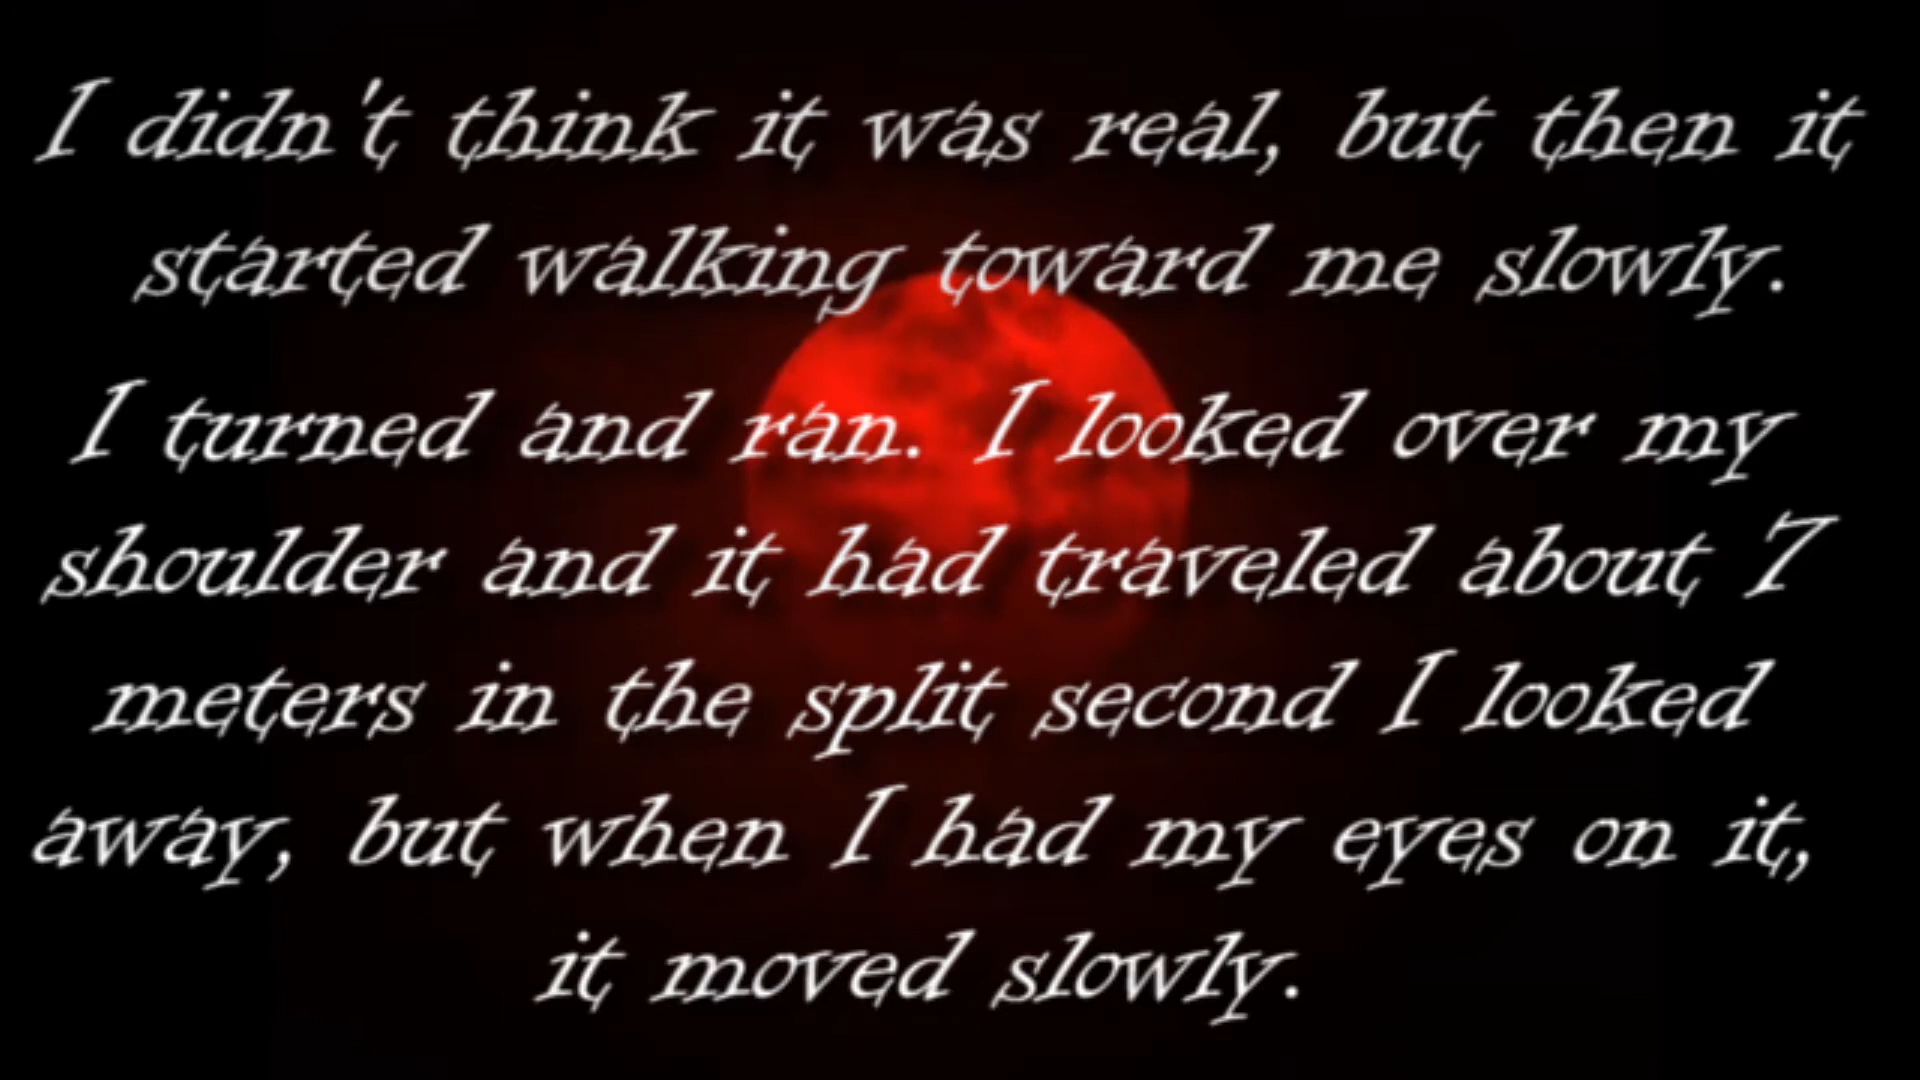 I didn't think it was real, but then it
started walking toward me slowly.
I turned and ran. I looked over my
shoulder and it had traveled about 7
meters in the split second I looked
away, but when I had my eyes on it,
it moved slowly.